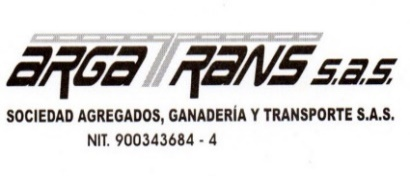 ARGATRANS S.A.S.
SOCIEDAD AGREGADOS, GANADERÍA Y TRANSPORTE S.A.S.
NIT. 900343684 - 4